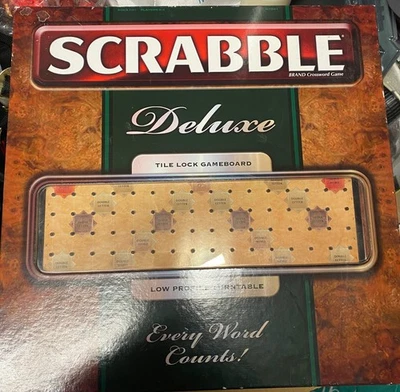 SCRABBLE
BRAND Crossword Game
Deluxe
TILE LOCK GAMEBOARD
LOW PROFILE TURNTABLE
Every Word
Counts!